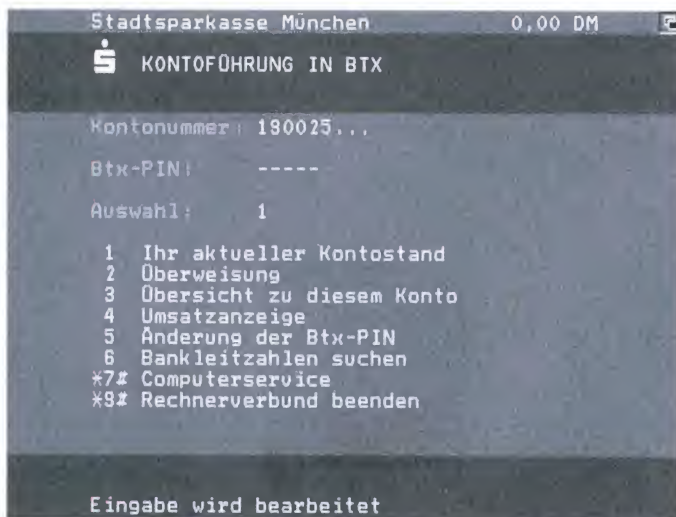 Stadtsparkasse München 0,00 DM
KONTOFÜHRUNG IN BTX
Kontonummer: 190025...
Btx-PIN: -----
Auswahl: 1
1 Ihr aktueller Kontostand
2 Überweisung
3 Übersicht zu diesem Konto
4 Umsatzanzeige
5 Änderung der Btx-PIN
6 Bankleitzahlen suchen
*7# Computerservice
*9# Rechnerverbund beenden
Eingabe wird bearbeitet